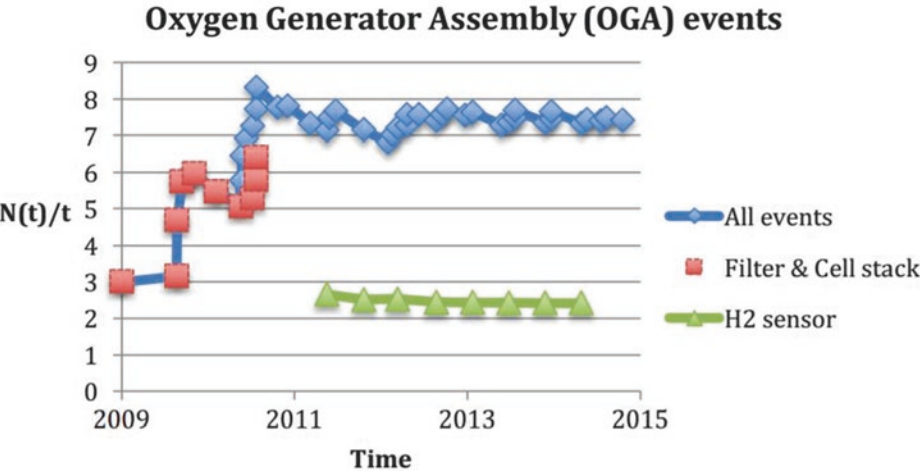 Oxygen Generator Assembly (OGA) events
9
8
7
6
5
4
3
2
1
0
N(t)/t
2009 2011 2013 2015
Time
All events
Filter & Cell stack
H2 sensor